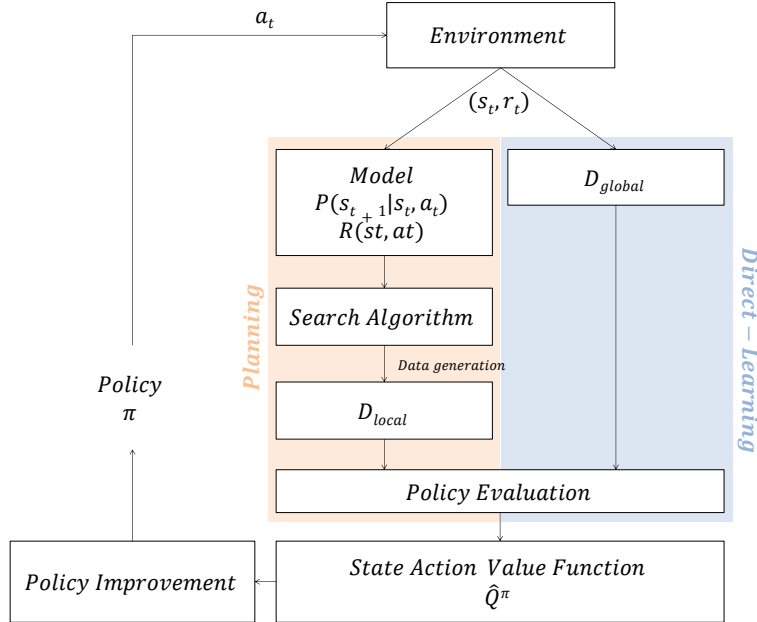 a_t
Environment
(s_t, r_t)
Model
P(s_{t+1}|s_t, a_t)
R(st, at)
D_global
Search Algorithm
Planning
Direct − Learning
Data generation
Policy
π
D_local
Policy Evaluation
Policy Improvement
State Action Value Function
Q̂^π